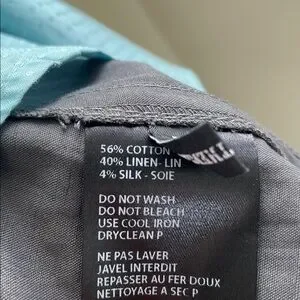 56% COTTON
40% LINEN- LIN
4% SILK - SOIE
DO NOT WASH
DO NOT BLEACH
USE COOL IRON
DRYCLEAN P
NE PAS LAVER
JAVEL INTERDIT
REPASSER AU FER DOUX
NETTOYAGE A SEC P